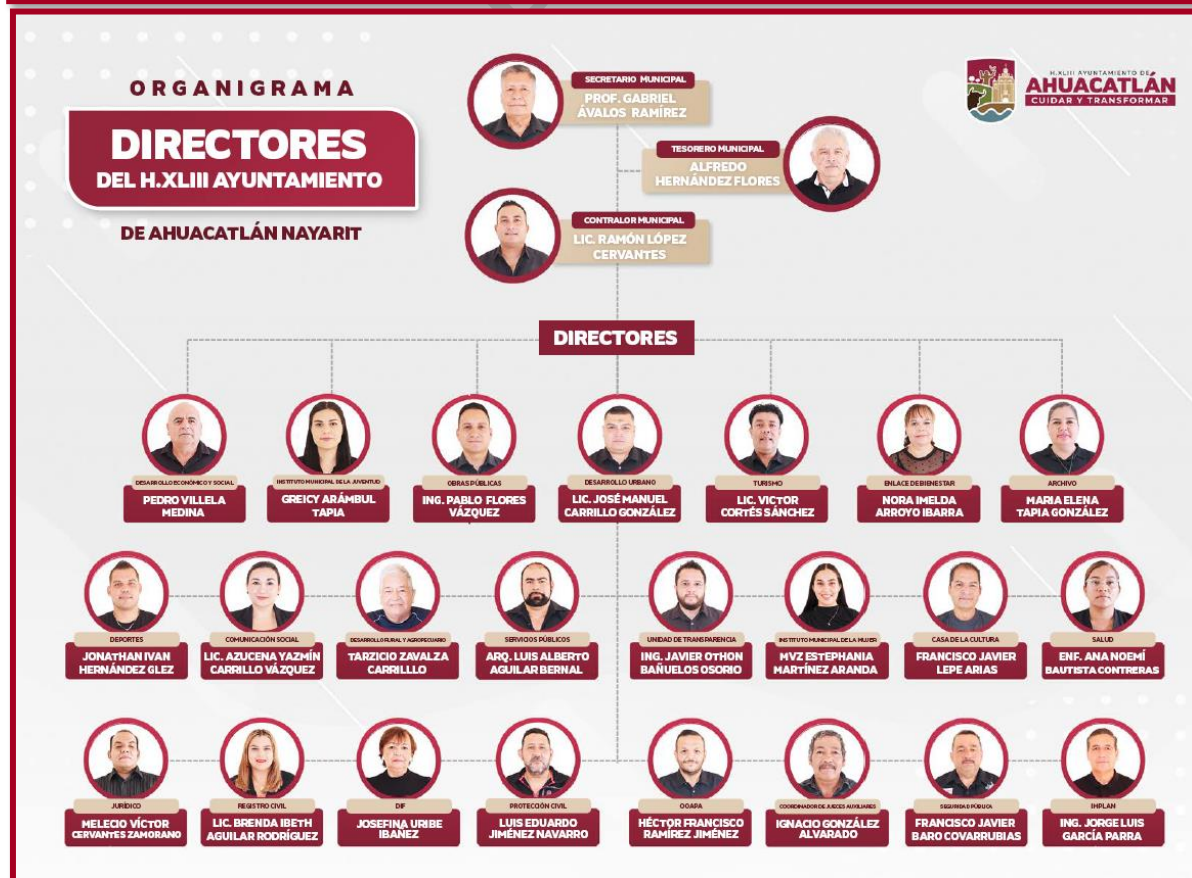 ORGANIGRAMA
DIRECTORES
DEL H.XLIII AYUNTAMIENTO
DE AHUACATLÁN NAYARIT
H.XLIII AYUNTAMIENTO DE
AHUACATLÁN
CUIDAR Y TRANSFORMAR
SECRETARIO MUNICIPAL
PROF. GABRIEL
ÁVALOS RAMÍREZ
TESORERO MUNICIPAL
ALFREDO
HERNÁNDEZ FLORES
CONTRALOR MUNICIPAL
LIC. RAMÓN LÓPEZ
CERVANTES
DIRECTORES
DESARROLLO ECONÓMICO Y SOCIAL
PEDRO VILLELA
MEDINA
INSTITUTO MUNICIPAL DE LA JUVENTUD
GREICY ARÁMBUL
TAPIA
OBRAS PÚBLICAS
ING. PABLO FLORES
VÁZQUEZ
DESARROLLO URBANO
LIC. JOSÉ MANUEL
CARRILLO GONZÁLEZ
TURISMO
LIC. VICTOR
CORTÉS SÁNCHEZ
ENLACE DE BIENESTAR
NORA IMELDA
ARROYO IBARRA
ARCHIVO
MARIA ELENA
TAPIA GONZÁLEZ
DEPORTES
JONATHAN IVAN
HERNÁNDEZ GLEZ
COMUNICACIÓN SOCIAL
LIC. AZUCENA YAZMÍN
CARRILLO VÁZQUEZ
DESARROLLO RURAL Y AGROPECUARIO
TARZICIO ZAVALZA
CARRILLLO
SERVICIOS PÚBLICOS
ARQ. LUIS ALBERTO
AGUILAR BERNAL
UNIDAD DE TRANSPARENCIA
ING. JAVIER OTHON
BAÑUELOS OSORIO
INSTITUTO MUNICIPAL DE LA MUJER
MVZ ESTEPHANIA
MARTÍNEZ ARANDA
CASA DE LA CULTURA
FRANCISCO JAVIER
LEPE ARIAS
SALUD
ENF. ANA NOEMÍ
BAUTISTA CONTRERAS
JURÍDICO
MELECIO VÍCTOR
CERVANTES ZAMORANO
REGISTRO CIVIL
LIC. BRENDA IBETH
AGUILAR RODRÍGUEZ
DIF
JOSEFINA URIBE
IBAÑEZ
PROTECCIÓN CIVIL
LUIS EDUARDO
JIMÉNEZ NAVARRO
OOAPA
HÉCTOR FRANCISCO
RAMÍREZ JIMÉNEZ
COORDINADOR DE JUECES AUXILIARES
IGNACIO GONZÁLEZ
ALVARADO
SEGURIDAD PÚBLICA
FRANCISCO JAVIER
BARO COVARRUBIAS
IMPLAN
ING. JORGE LUIS
GARCÍA PARRA